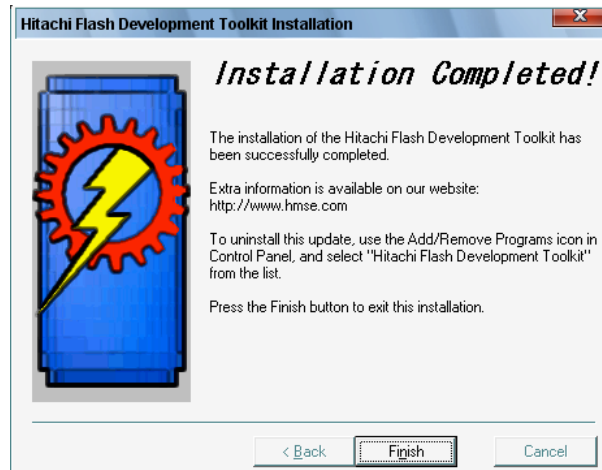 Hitachi Flash Development Toolkit Installation
Installation Completed!
The installation of the Hitachi Flash Development Toolkit has
been successfully completed.
Extra information is available on our website:
http://www.hmse.com
To uninstall this update, use the Add/Remove Programs icon in
Control Panel, and select "Hitachi Flash Development Toolkit"
from the list.
Press the Finish button to exit this installation.
< Back
Finish
Cancel